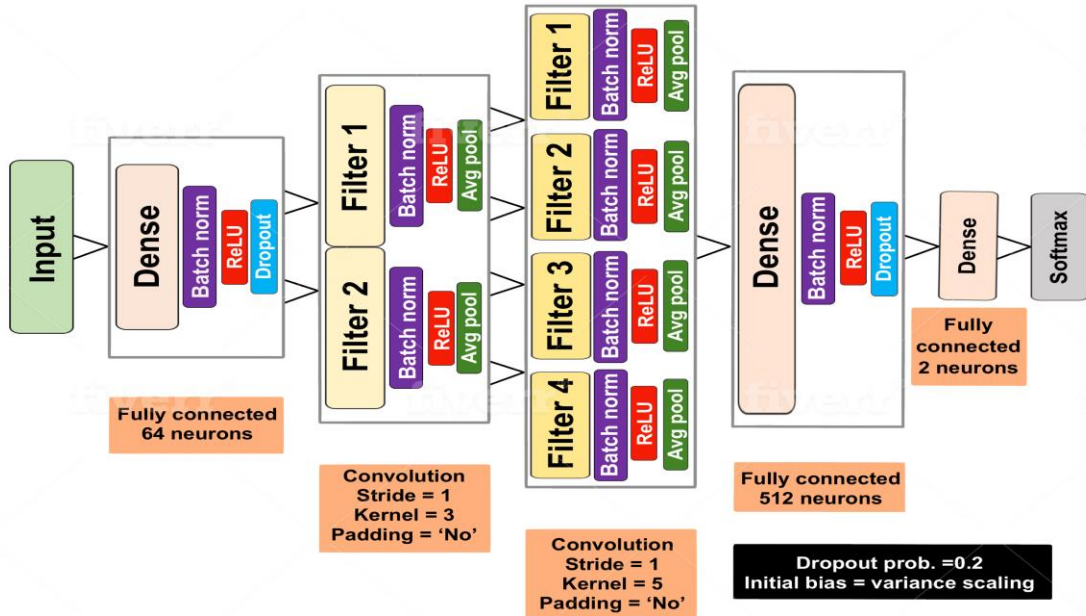 Input
Dense
Batch norm
ReLU
Dropout
Fully connected
64 neurons
Filter 1
Batch norm
ReLU
Avg pool
Filter 2
Batch norm
ReLU
Avg pool
Convolution
Stride = 1
Kernel = 3
Padding = ‘No’
Filter 1
Batch norm
ReLU
Avg pool
Filter 2
Batch norm
ReLU
Avg pool
Filter 3
Batch norm
ReLU
Avg pool
Filter 4
Batch norm
ReLU
Avg pool
Convolution
Stride = 1
Kernel = 5
Padding = ‘No’
Dense
Batch norm
ReLU
Dropout
Fully connected
512 neurons
Dense
Fully
connected
2 neurons
Softmax
Dropout prob. =0.2
Initial bias = variance scaling
fiverr
fiverr
fiverr